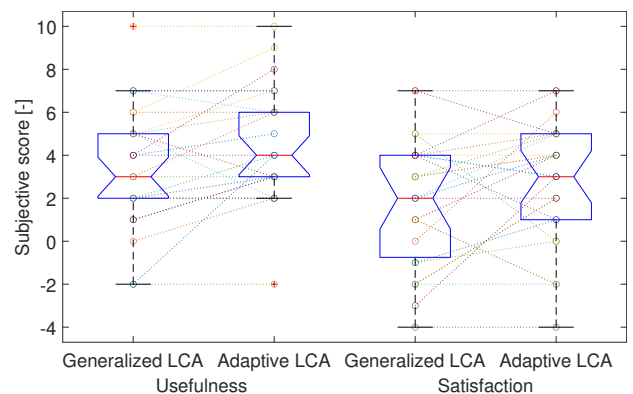 Subjective score [-]
10
8
6
4
2
0
-2
-4
Generalized LCA Adaptive LCA Generalized LCA Adaptive LCA
Usefulness Satisfaction